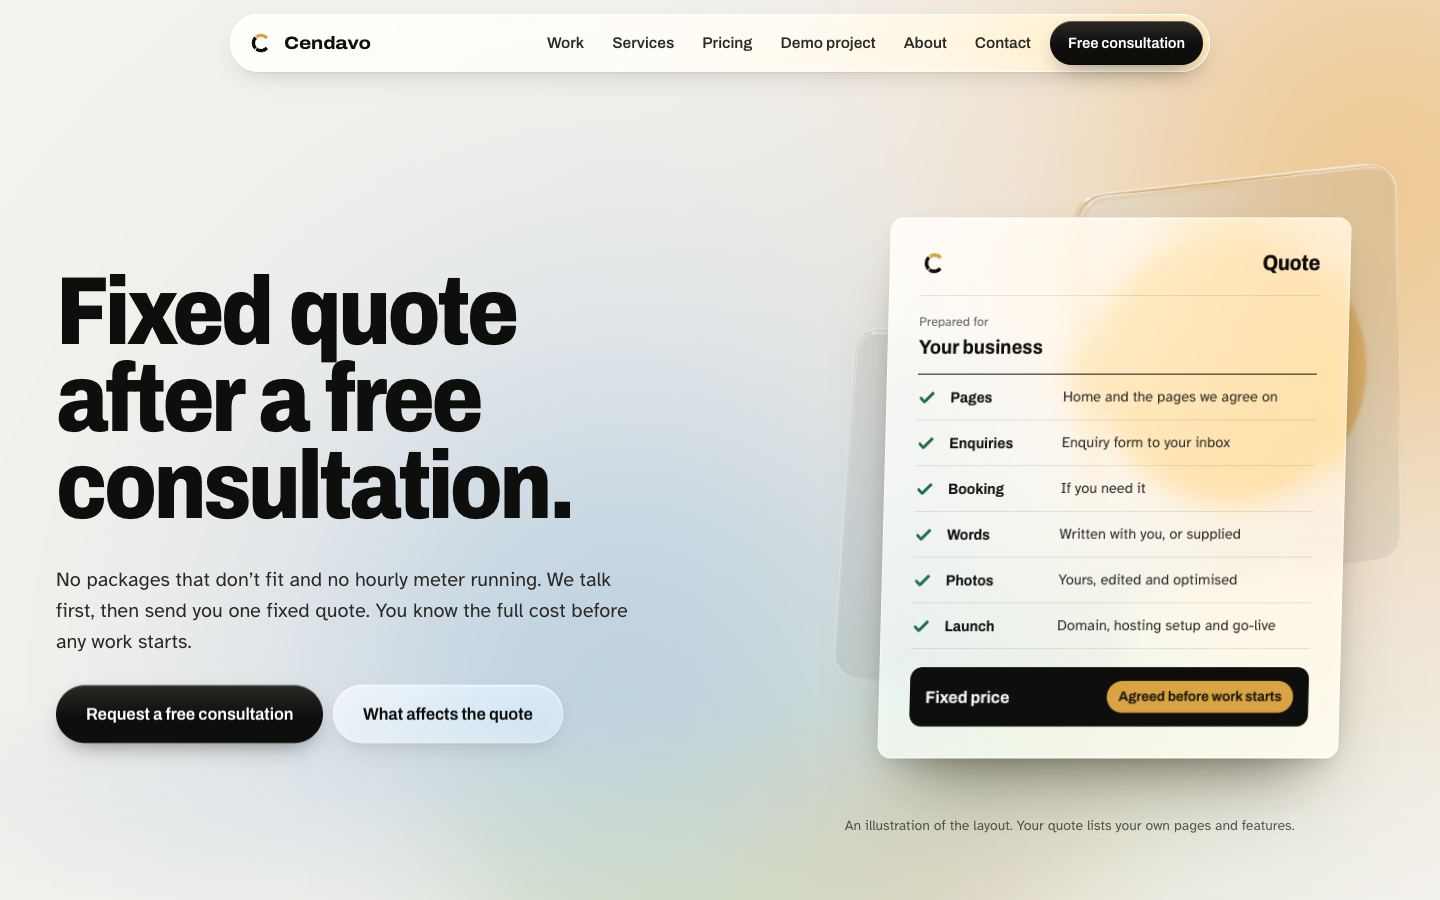 Cendavo
Work
Services
Pricing
Demo project
About
Contact
Free consultation
Fixed quote
after a free
consultation.
No packages that don’t fit and no hourly meter running. We talk
first, then send you one fixed quote. You know the full cost before
any work starts.
Request a free consultation
What affects the quote
Quote
Prepared for
Your business
Pages Home and the pages we agree on
Enquiries Enquiry form to your inbox
Booking If you need it
Words Written with you, or supplied
Photos Yours, edited and optimised
Launch Domain, hosting setup and go-live
Fixed price Agreed before work starts
An illustration of the layout. Your quote lists your own pages and features.